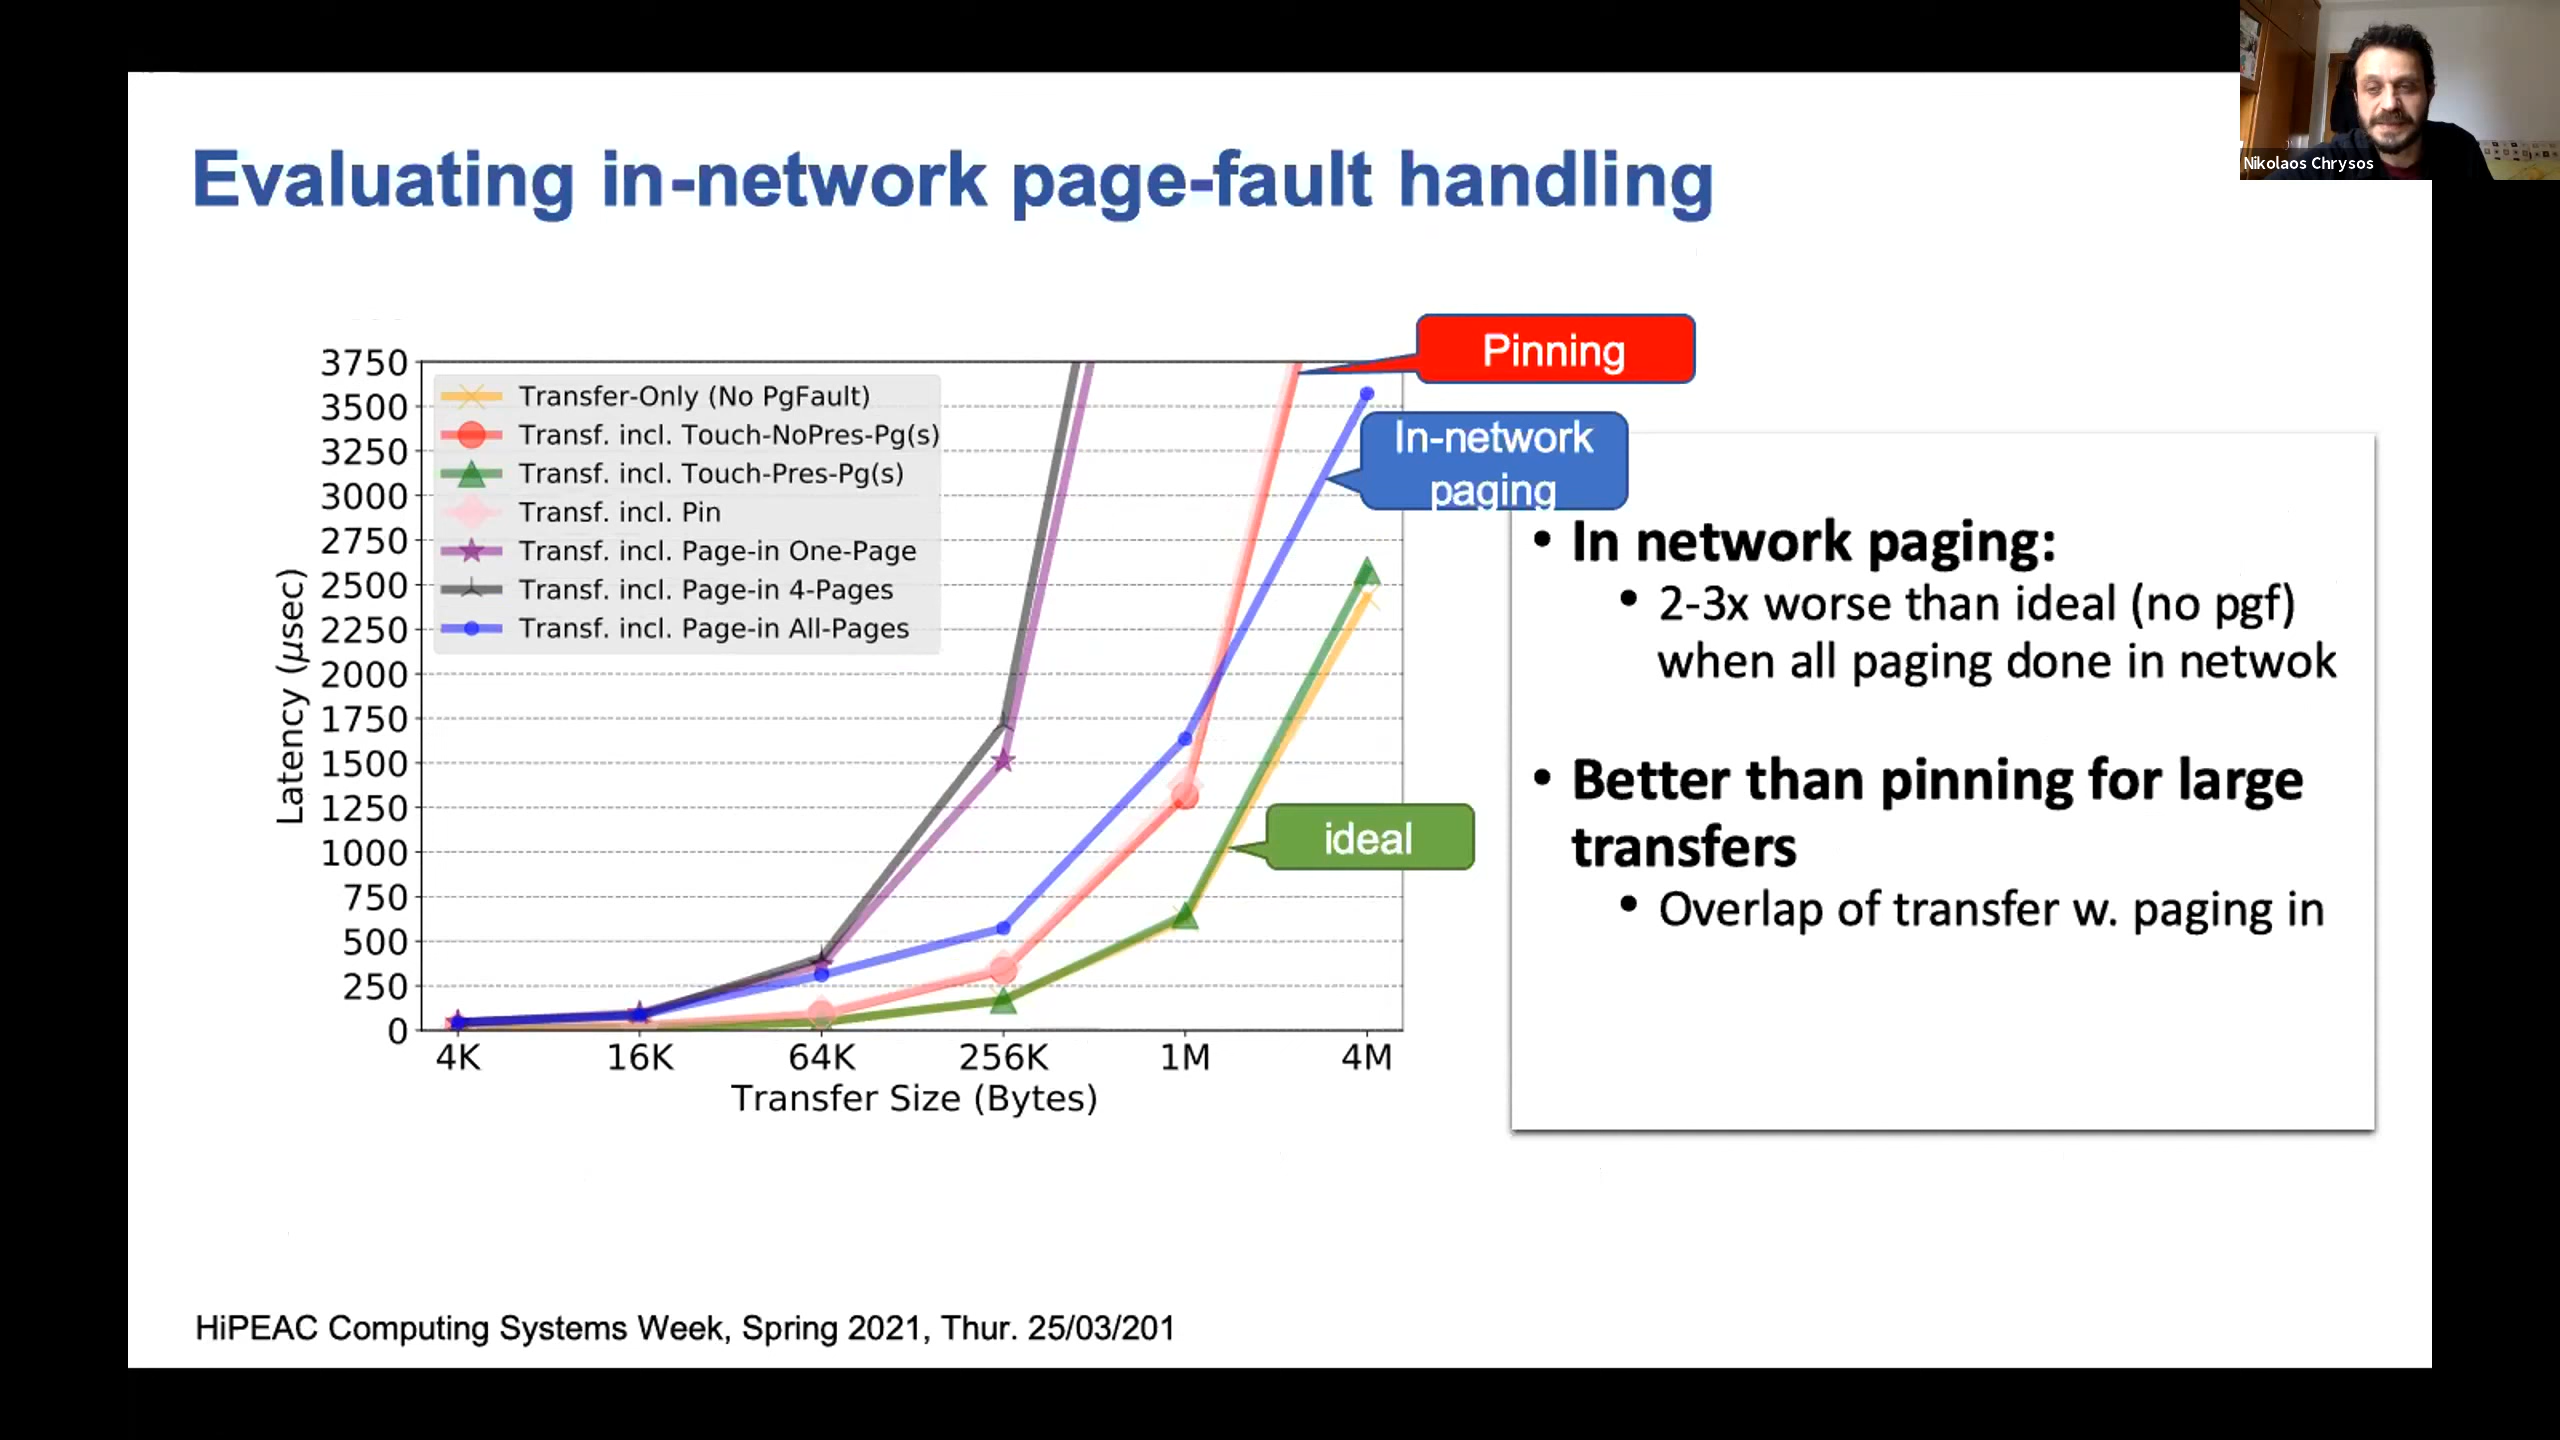 Nikolaos Chrysos
Evaluating in-network page-fault handling
Pinning
In-network
paging
ideal
3750
3500
3250
3000
2750
2500
2250
2000
1750
1500
1250
1000
750
500
250
0
Latency (μsec)
Transfer-Only (No PgFault)
Transf. incl. Touch-NoPres-Pg(s)
Transf. incl. Touch-Pres-Pg(s)
Transf. incl. Pin
Transf. incl. Page-in One-Page
Transf. incl. Page-in 4-Pages
Transf. incl. Page-in All-Pages
4K 16K 64K 256K 1M 4M
Transfer Size (Bytes)
• In network paging:
• 2-3x worse than ideal (no pgf)
when all paging done in netwok
• Better than pinning for large
transfers
• Overlap of transfer w. paging in
HiPEAC Computing Systems Week, Spring 2021, Thur. 25/03/201